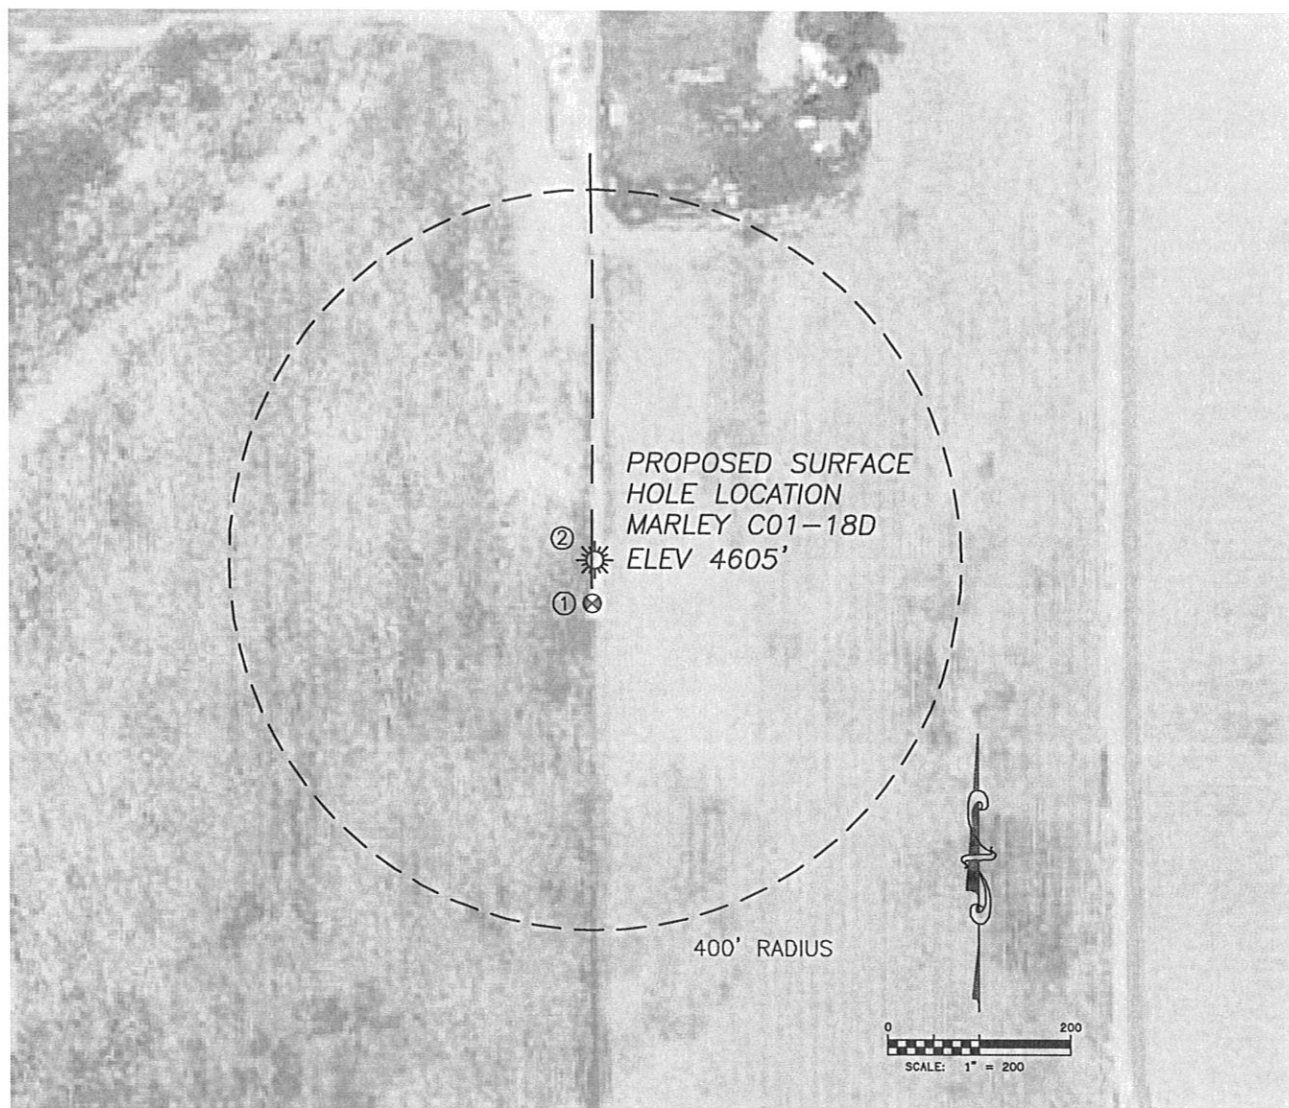 PROPOSED SURFACE
HOLE LOCATION
MARLEY C01-18D
② ELEV 4605'
①
400' RADIUS
0 200
SCALE: 1" = 200